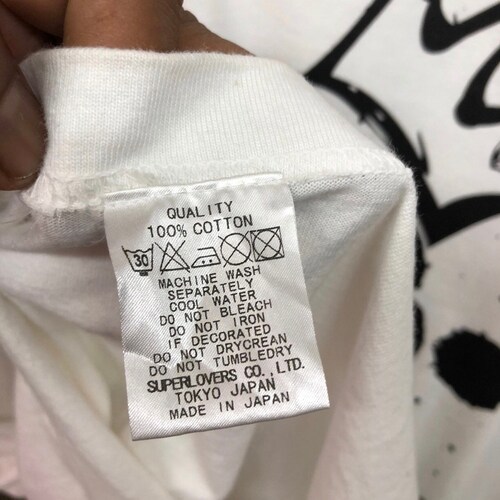 QUALITY
100% COTTON
30
MACHINE WASH
SEPARATELY
COOL WATER
DO NOT BLEACH
DO NOT IRON
IF DECORATED
DO NOT DRYCREAN
DO NOT TUMBLEDRY
SUPERLOVERS CO., LTD.
TOKYO JAPAN
MADE IN JAPAN